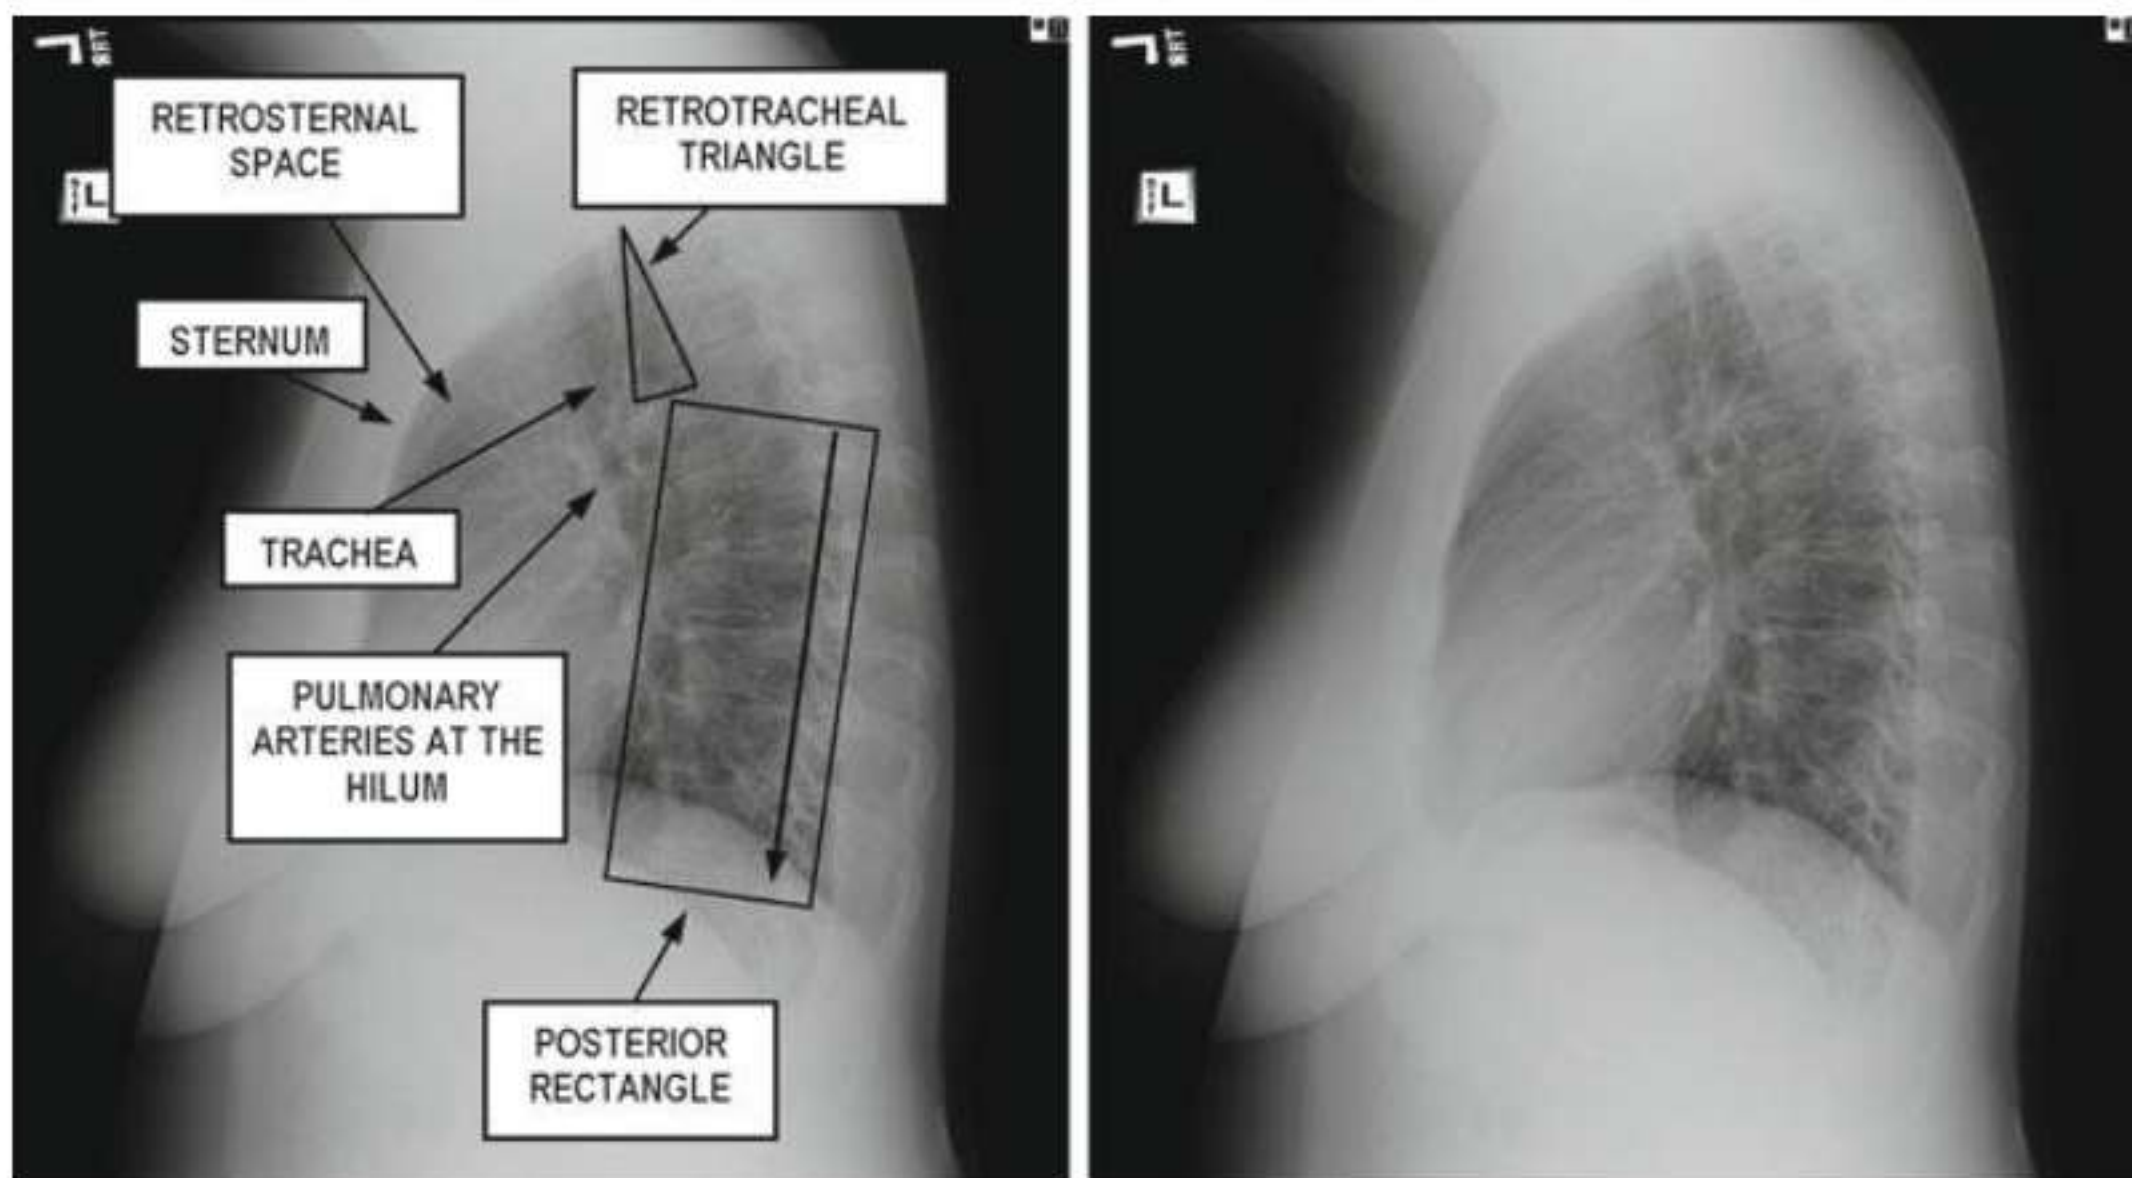 RETROSTERNAL
SPACE
RETROTRACHEAL
TRIANGLE
STERNUM
TRACHEA
PULMONARY
ARTERIES AT THE
HILUM
POSTERIOR
RECTANGLE
L
L
L
L